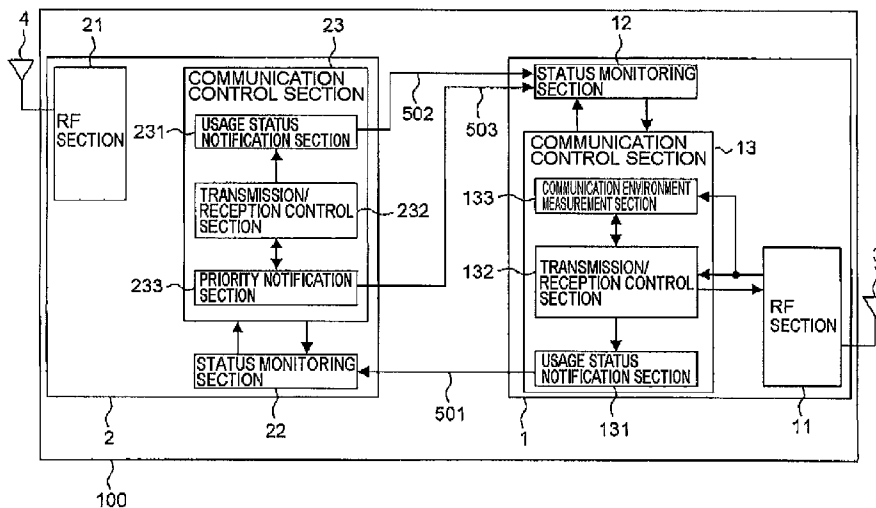 4
21
23
12
RF
SECTION
COMMUNICATION
CONTROL SECTION
231
USAGE STATUS
NOTIFICATION SECTION
TRANSMISSION/
RECEPTION CONTROL
SECTION
232
233
PRIORITY NOTIFICATION
SECTION
STATUS MONITORING
SECTION
22
2
100
502
503
501
STATUS MONITORING
SECTION
COMMUNICATION
CONTROL SECTION
13
133
COMMUNICATION ENVIRONMENT
MEASUREMENT SECTION
132
TRANSMISSION/
RECEPTION CONTROL
SECTION
USAGE STATUS
NOTIFICATION SECTION
131
1
RF
SECTION
11